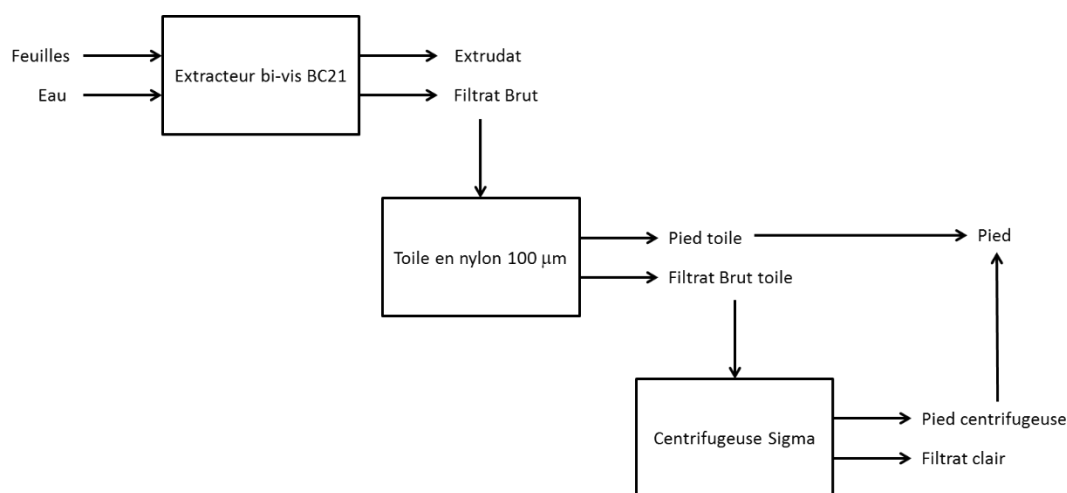 Feuilles
Extracteur bi-vis BC21
Extrudat
Eau
Filtrat Brut
Toile en nylon 100 μm
Pied toile
Pied
Filtrat Brut toile
Centrifugeuse Sigma
Pied centrifugeuse
Filtrat clair